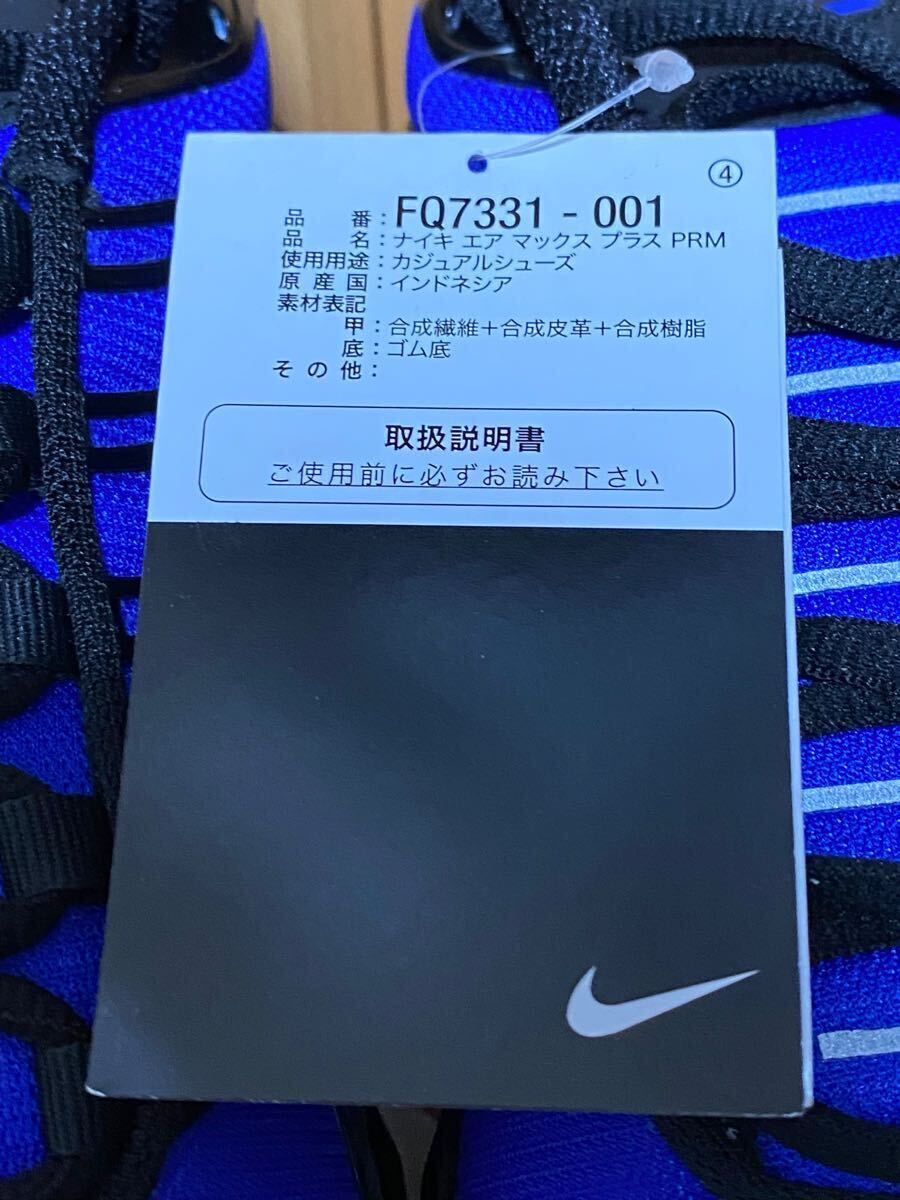 ④
品 番：FQ7331 - 001
品 名：ナイキ エア マックス プラス PRM
使用用途：カジュアルシューズ
原 産 国：インドネシア
素材表記
甲：合成繊維＋合成皮革＋合成樹脂
底：ゴム底
そ の 他：
取扱説明書
ご使用前に必ずお読み下さい